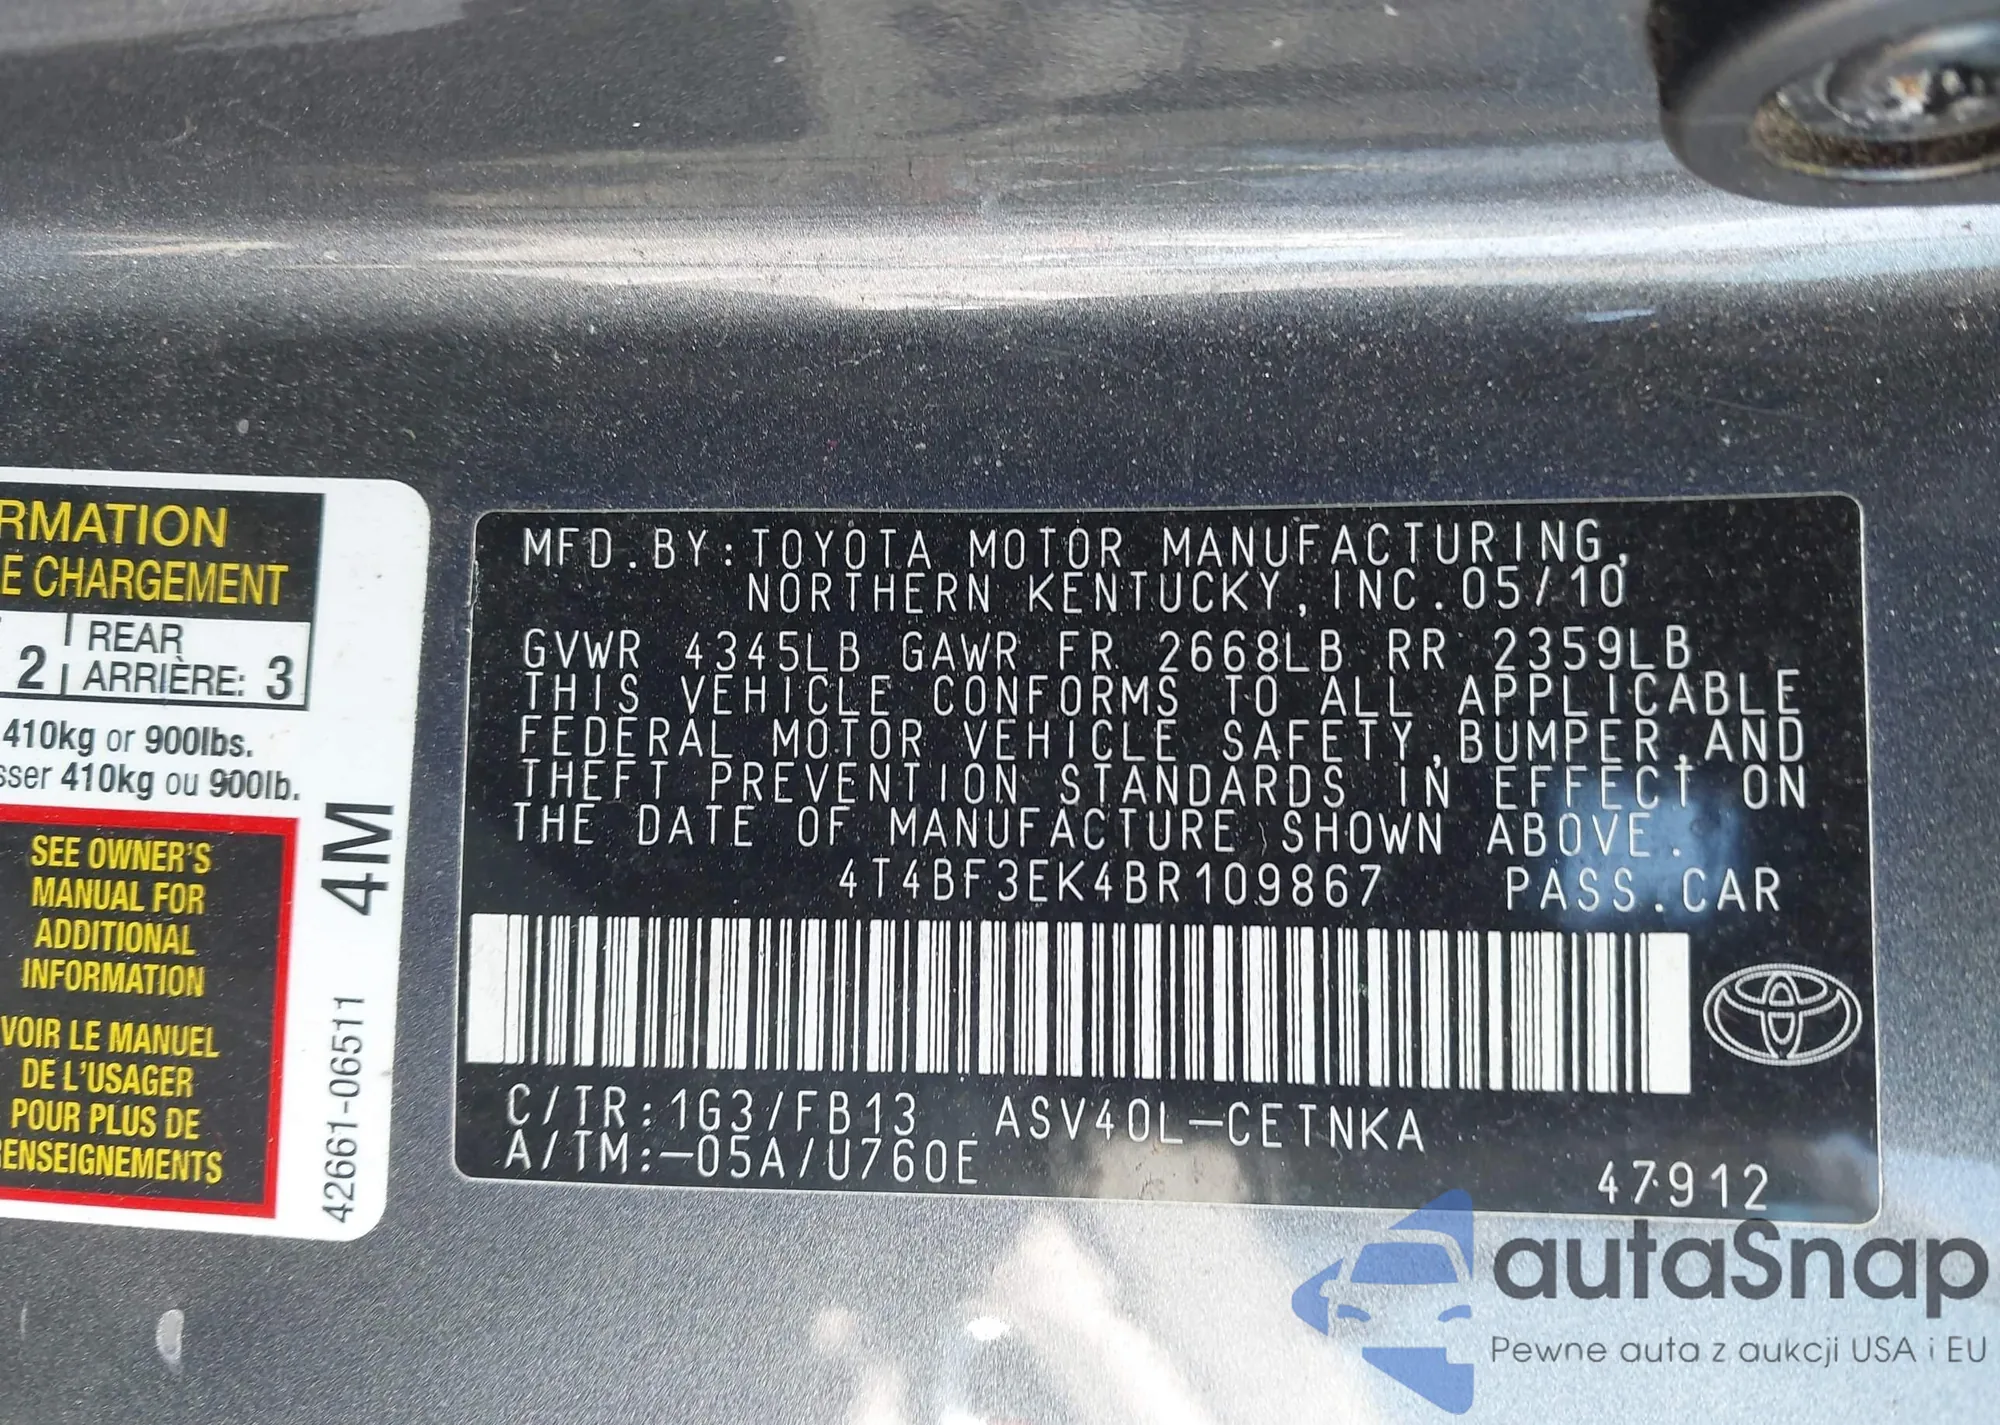 RMATION
E CHARGEMENT
2
REAR
ARRIÈRE: 3
410kg or 900lbs.
sser 410kg ou 900lb.
SEE OWNER'S
MANUAL FOR
ADDITIONAL
INFORMATION
VOIR LE MANUEL
DE L'USAGER
POUR PLUS DE
RENSEIGNEMENTS
42661-06511 4M
MFD.BY:TOYOTA MOTOR MANUFACTURING,
NORTHERN KENTUCKY, INC.05/10
GVWR 4345LB GAWR FR 2668LB RR 2359LB
THIS VEHICLE CONFORMS TO ALL APPLICABLE
FEDERAL MOTOR VEHICLE SAFETY,BUMPER,AND
THEFT PREVENTION STANDARDS IN EFFECT ON
THE DATE OF MANUFACTURE SHOWN ABOVE.
4T4BF3EK4BR109867 PASS.CAR
C/TR:1G3/FB13 ASV40L-CETNKA
A/TM:-05A/U760E
47912
autaSnap
Pewne auta z aukcji USA i EU